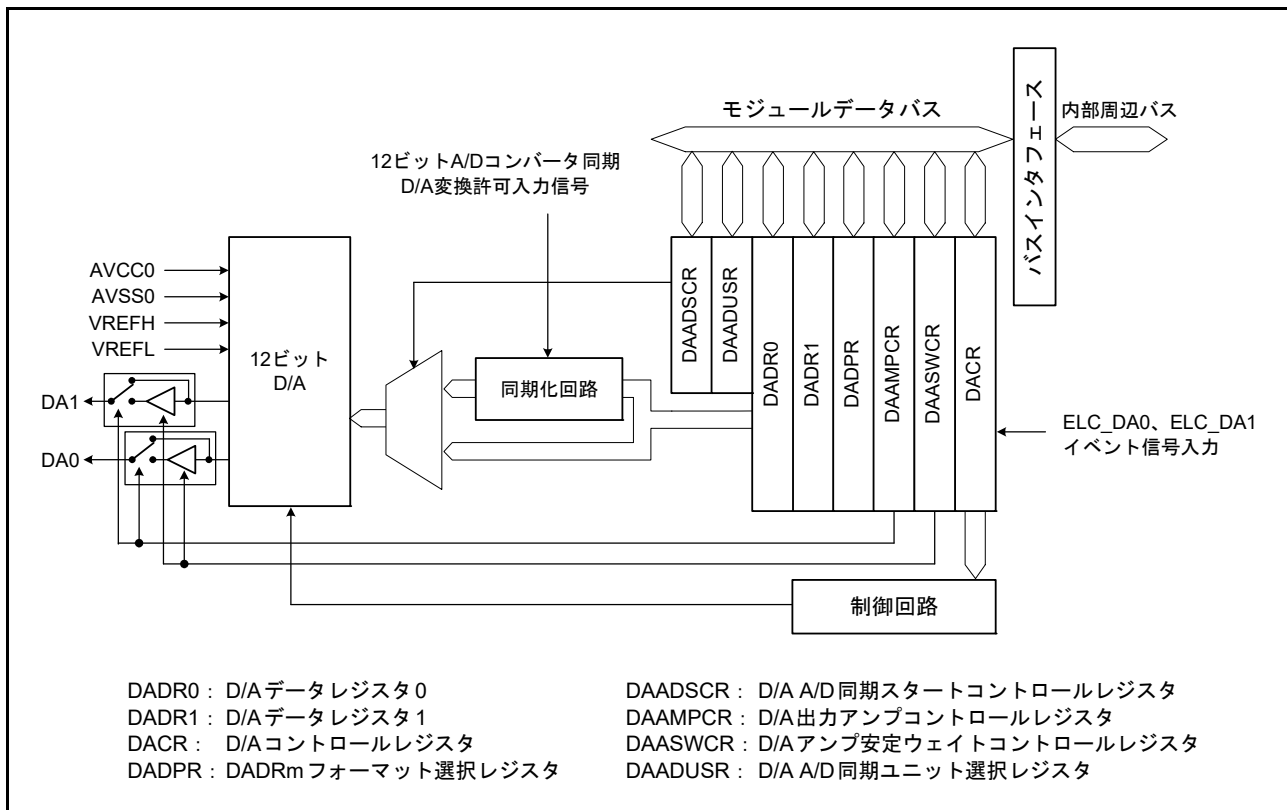 モジュールデータバス
バスインタフェース
内部周辺バス
12ビットA/Dコンバータ同期
D/A変換許可入力信号
AVCC0
AVSS0
VREFH
VREFL
DA1
DA0
12ビット
D/A
同期化回路
DAADSCR
DAADUSR
DADR0
DADR1
DADPR
DAAMPCR
DAASWCR
DACR
ELC_DA0、ELC_DA1
イベント信号入力
制御回路
DADR0： D/Aデータレジスタ0
DADR1： D/Aデータレジスタ1
DACR： D/Aコントロールレジスタ
DADPR： DADRmフォーマット選択レジスタ
DAADSCR： D/A A/D同期スタートコントロールレジスタ
DAAMPCR： D/A出力アンプコントロールレジスタ
DAASWCR： D/Aアンプ安定ウェイトコントロールレジスタ
DAADUSR： D/A A/D同期ユニット選択レジスタ